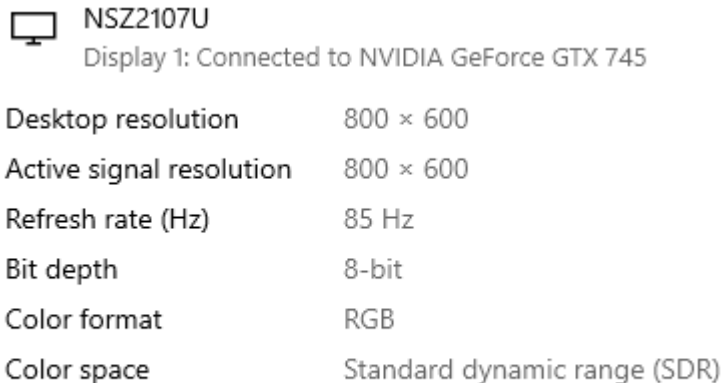 NSZ2107U
Display 1: Connected to NVIDIA GeForce GTX 745
Desktop resolution 800 × 600
Active signal resolution 800 × 600
Refresh rate (Hz) 85 Hz
Bit depth 8-bit
Color format RGB
Color space Standard dynamic range (SDR)